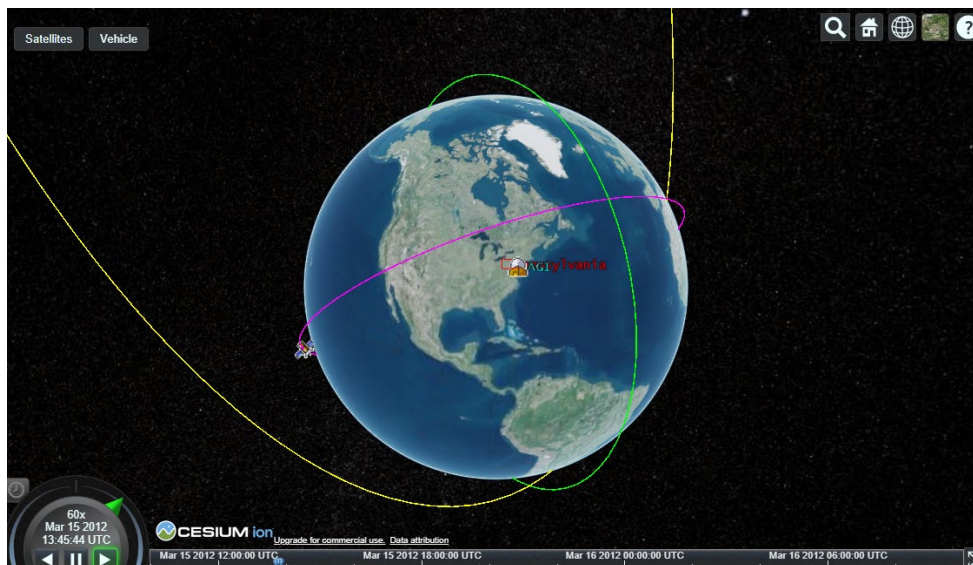 Satellites
Vehicle
?
AGI
sylvania
60x
Mar 15 2012
13:45:44 UTC
CESIUM ion
Upgrade for commercial use. Data attribution
Mar 15 2012 12:00:00 UTC
Mar 15 2012 18:00:00 UTC
Mar 16 2012 00:00:00 UTC
Mar 16 2012 06:00:00 UTC